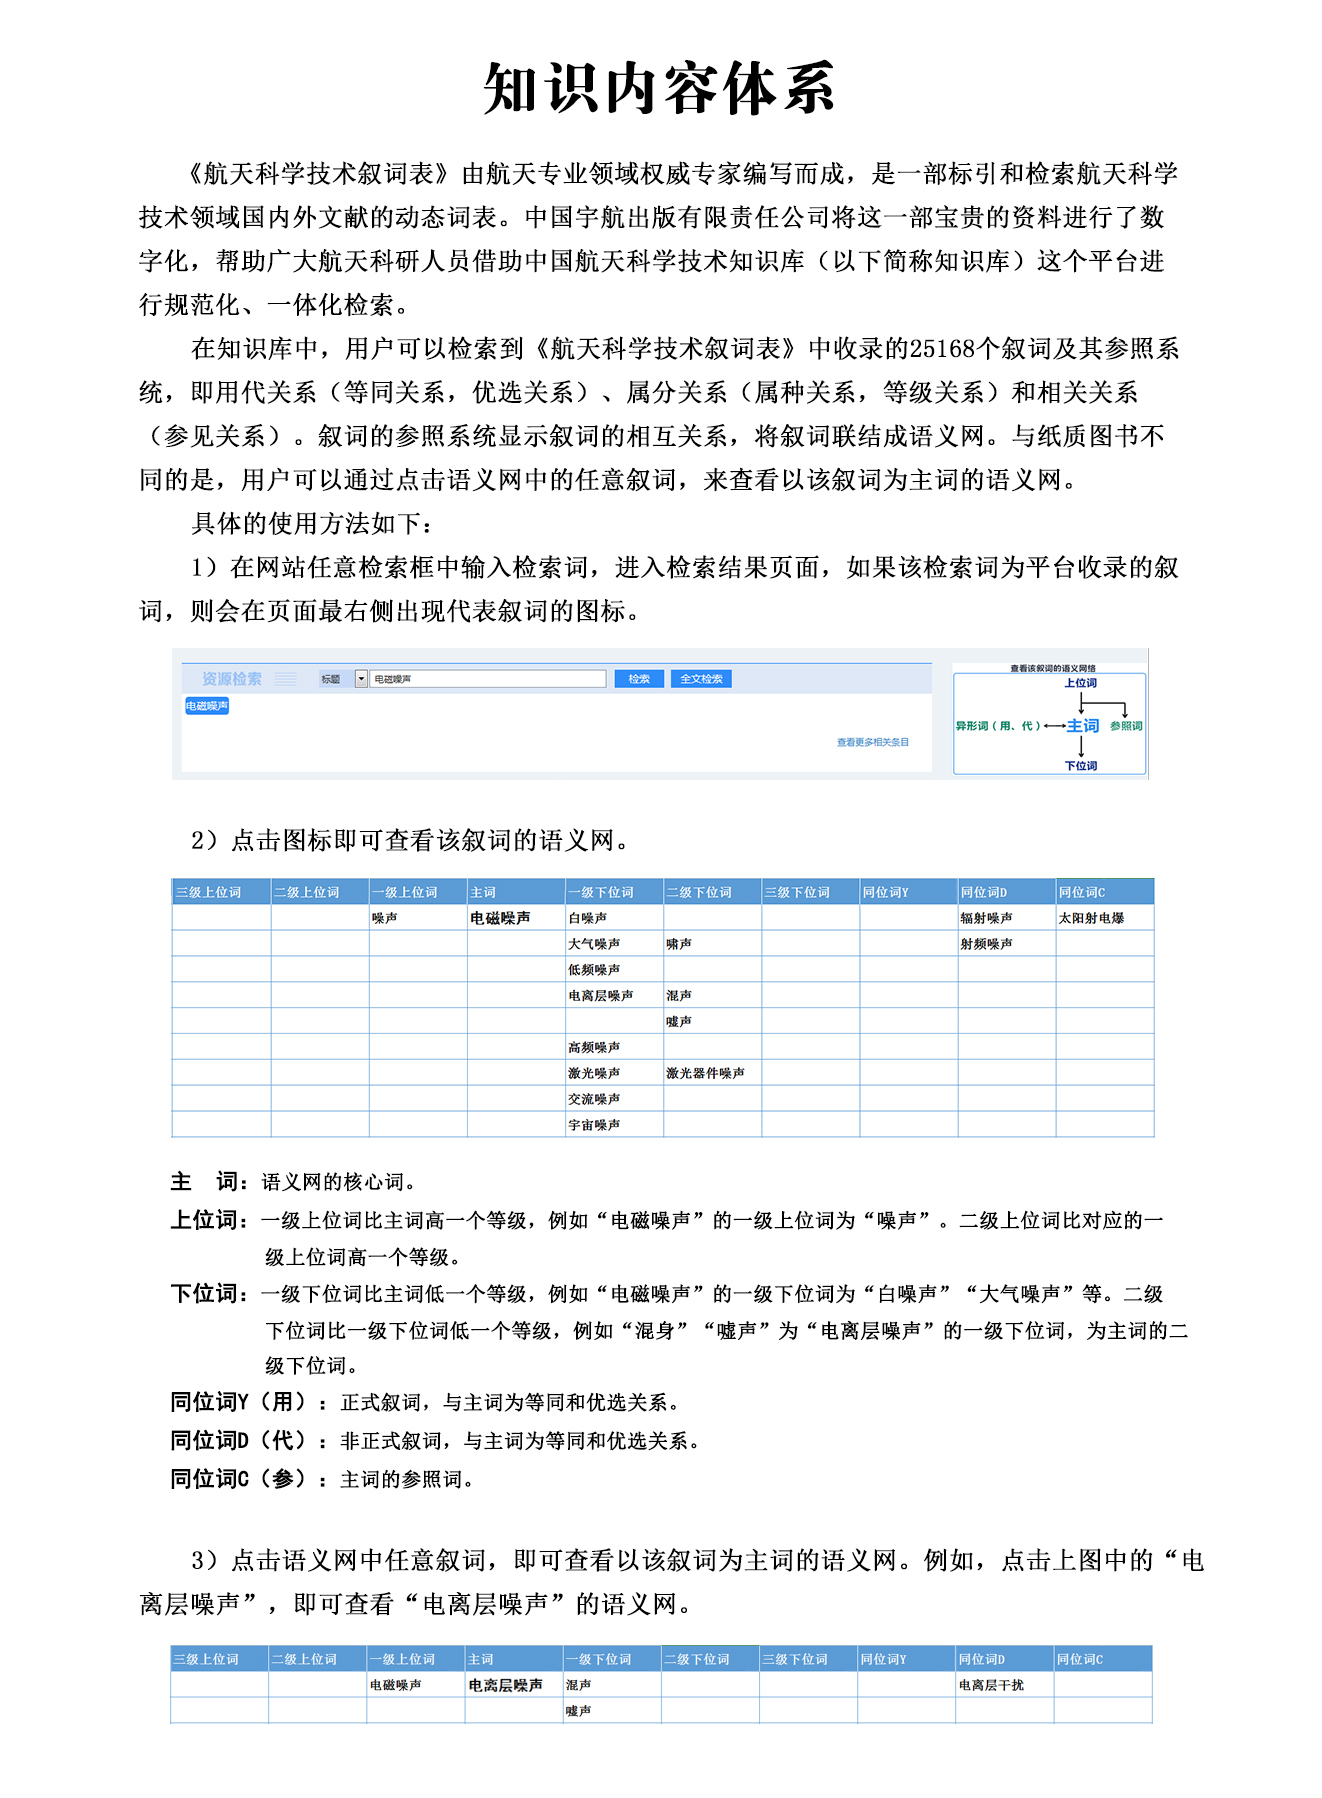 知识内容体系
《航天科学技术叙词表》由航天专业领域权威专家编写而成，是一部标引和检索航天科学
技术领域国内外文献的动态词表。中国宇航出版有限责任公司将这一部宝贵的资料进行了数
字化，帮助广大航天科研人员借助中国航天科学技术知识库（以下简称知识库）这个平台进
行规范化、一体化检索。
在知识库中，用户可以检索到《航天科学技术叙词表》中收录的25168个叙词及其参照系
统，即用代关系（等同关系，优选关系）、属分关系（属种关系，等级关系）和相关关系
（参见关系）。叙词的参照系统显示叙词的相互关系，将叙词联结成语义网。与纸质图书不
同的是，用户可以通过点击语义网中的任意叙词，来查看以该叙词为主词的语义网。
具体的使用方法如下：
1）在网站任意检索框中输入检索词，进入检索结果页面，如果该检索词为平台收录的叙
词，则会在页面最右侧出现代表叙词的图标。
资源检索 标题 电磁噪声 检索 全文检索
电磁噪声
查看更多相关条目
查看该叙词的语义网络
上位词
异形词（用、代） 主词 参照词
下位词
2）点击图标即可查看该叙词的语义网。
三级上位词 二级上位词 一级上位词 主词 一级下位词 二级下位词 三级下位词 同位词Y 同位词D 同位词C
噪声 电磁噪声 白噪声 辐射噪声 太阳射电爆
大气噪声 啸声 射频噪声
低频噪声
电离层噪声 混声
嘘声
高频噪声
激光噪声 激光器件噪声
交流噪声
宇宙噪声
主 词：语义网的核心词。
上位词：一级上位词比主词高一个等级，例如“电磁噪声”的一级上位词为“噪声”。二级上位词比对应的一
级上位词高一个等级。
下位词：一级下位词比主词低一个等级，例如“电磁噪声”的一级下位词为“白噪声”“大气噪声”等。二级
下位词比一级下位词低一个等级，例如“混身”“嘘声”为“电离层噪声”的一级下位词，为主词的二
级下位词。
同位词Y（用）：正式叙词，与主词为等同和优选关系。
同位词D（代）：非正式叙词，与主词为等同和优选关系。
同位词C（参）：主词的参照词。
3）点击语义网中任意叙词，即可查看以该叙词为主词的语义网。例如，点击上图中的“电
离层噪声”，即可查看“电离层噪声”的语义网。
三级上位词 二级上位词 一级上位词 主词 一级下位词 二级下位词 三级下位词 同位词Y 同位词D 同位词C
电磁噪声 电离层噪声 混声 电离层干扰
嘘声